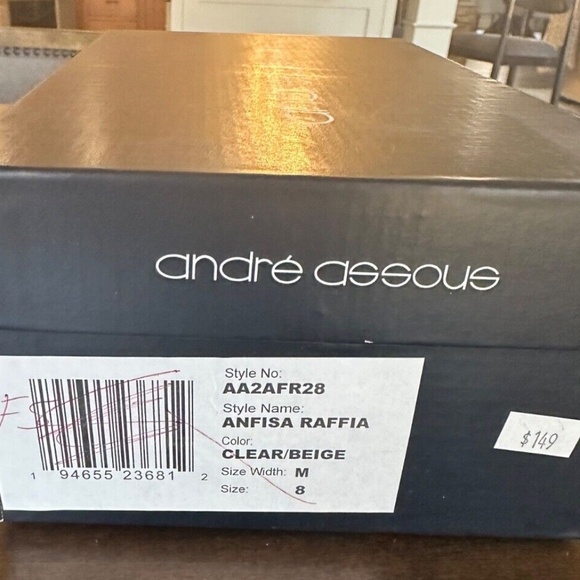 andré assous
Style No:
AA2AFR28
Style Name:
ANFISA RAFFIA
Color:
CLEAR/BEIGE
Size Width: M
Size: 8
1 94655 23681 2
$149